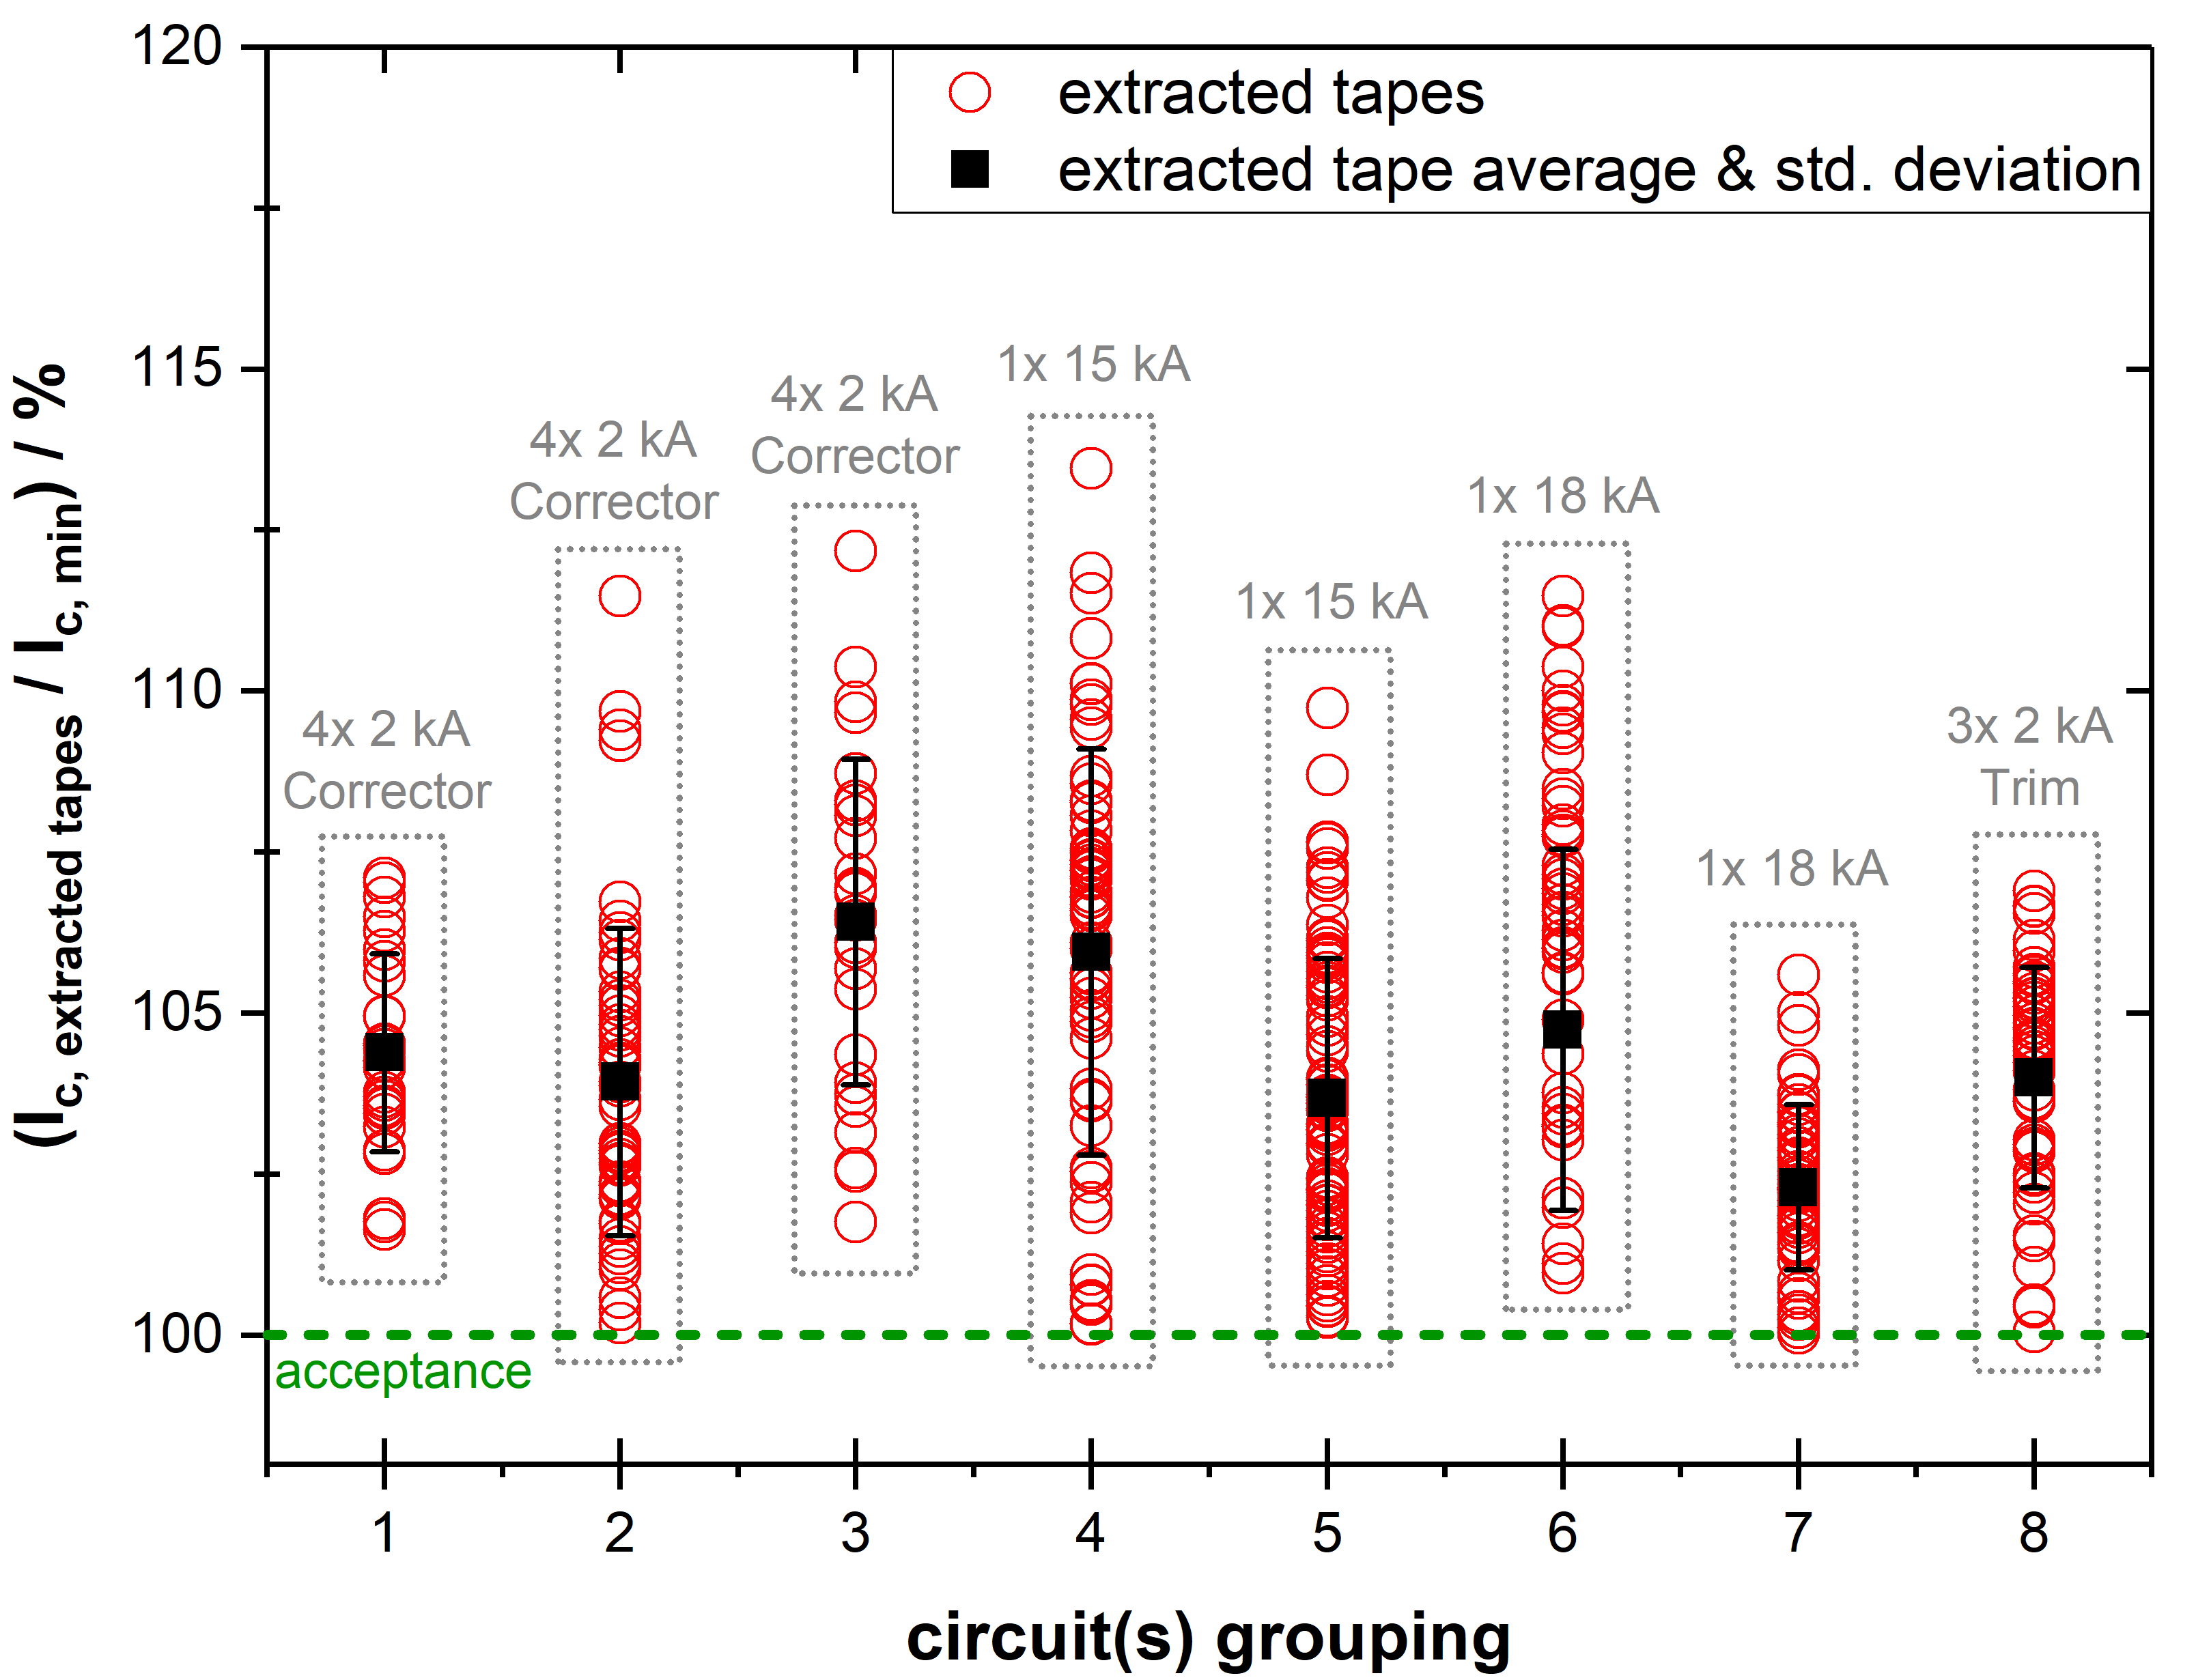 120
115
110
105
100
(Ic, extracted tapes / Ic, min) / %
extracted tapes
extracted tape average & std. deviation
4x 2 kA
Corrector
4x 2 kA
Corrector
4x 2 kA
Corrector
1x 15 kA
1x 15 kA
1x 18 kA
1x 18 kA
3x 2 kA
Trim
acceptance
1 2 3 4 5 6 7 8
circuit(s) grouping